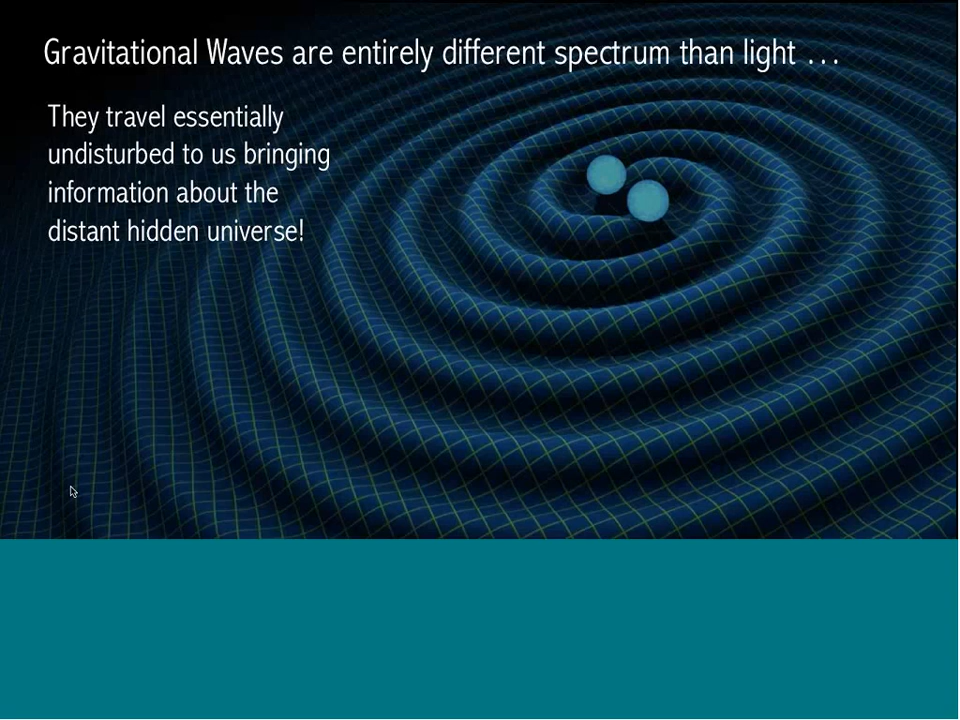 Gravitational Waves are entirely different spectrum than light ...
They travel essentially
undisturbed to us bringing
information about the
distant hidden universe!